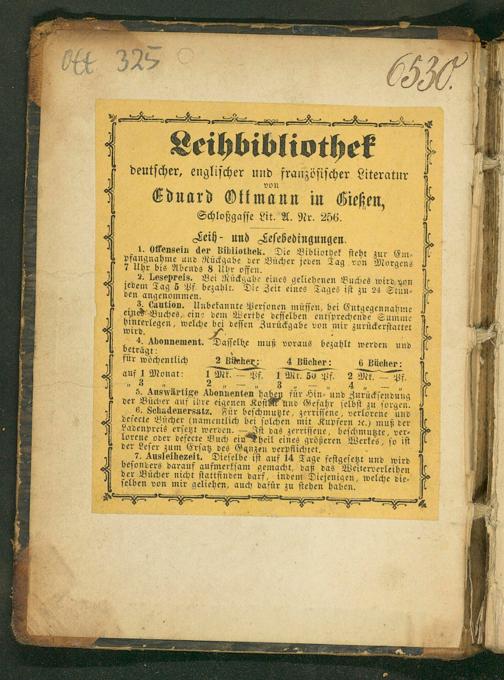 Ott 325
6530.
Leihbibliothek
deutscher, englischer und französischer Literatur
von
Eduard Ottmann in Gießen,
Schloßgasse Lit. A. Nr. 256.
Leih- und Lesebedingungen.
1. Offensein der Bibliothek. Die Bibliothek steht zur Em-
pfangnahme und Rückgabe der Bücher jeden Tag von Morgens
7 Uhr bis Abends 8 Uhr offen.
2. Lesepreis. Bei Rückgabe eines geliehenen Buches wird von
jedem Tag 5 Pf. bezahlt. Die Zeit eines Tages ist zu 24 Stun-
den angenommen.
3. Caution. Unbekannte Personen müssen, bei Entgegennahme
eines Buches, eine dem Werthe desselben entsprechende Summe
hinterlegen, welche bei dessen Zurückgabe von mir zurückerstattet
wird.
4. Abonnement. Dasselbe muß voraus bezahlt werden und
beträgt:
für wöchentlich 2 Bücher: 4 Bücher: 6 Bücher:
auf 1 Monat: 1 Mk. — Pf. 1 Mk. 50 Pf. 2 Mk. — Pf.
„ 3 „ 2 „ — „ 3 „ — „ 4 „ — „
5. Auswärtige Abonnenten haben für Hin- und Zurücksendung
der Bücher auf ihre eigenen Kosten und Gefahr selbst zu sorgen.
6. Schadenersatz. Für beschmutzte, zerrissene, verlorene und
defecte Bücher (namentlich bei solchen mit Kupfern ꝛc.) muß der
Ladenpreis ersetzt werden. — Ist das zerrissene, beschmutzte, ver-
lorene oder defecte Buch ein Theil eines größeren Werkes, so ist
der Leser zum Ersatz des Ganzen verpflichtet.
7. Ausleihezeit. Dieselbe ist auf 14 Tage festgesetzt und wird
besonders darauf aufmerksam gemacht, daß das Weiterverleihen
der Bücher nicht stattfinden darf, indem Diejenigen, welche die-
selben von mir geliehen, auch dafür zu stehen haben.